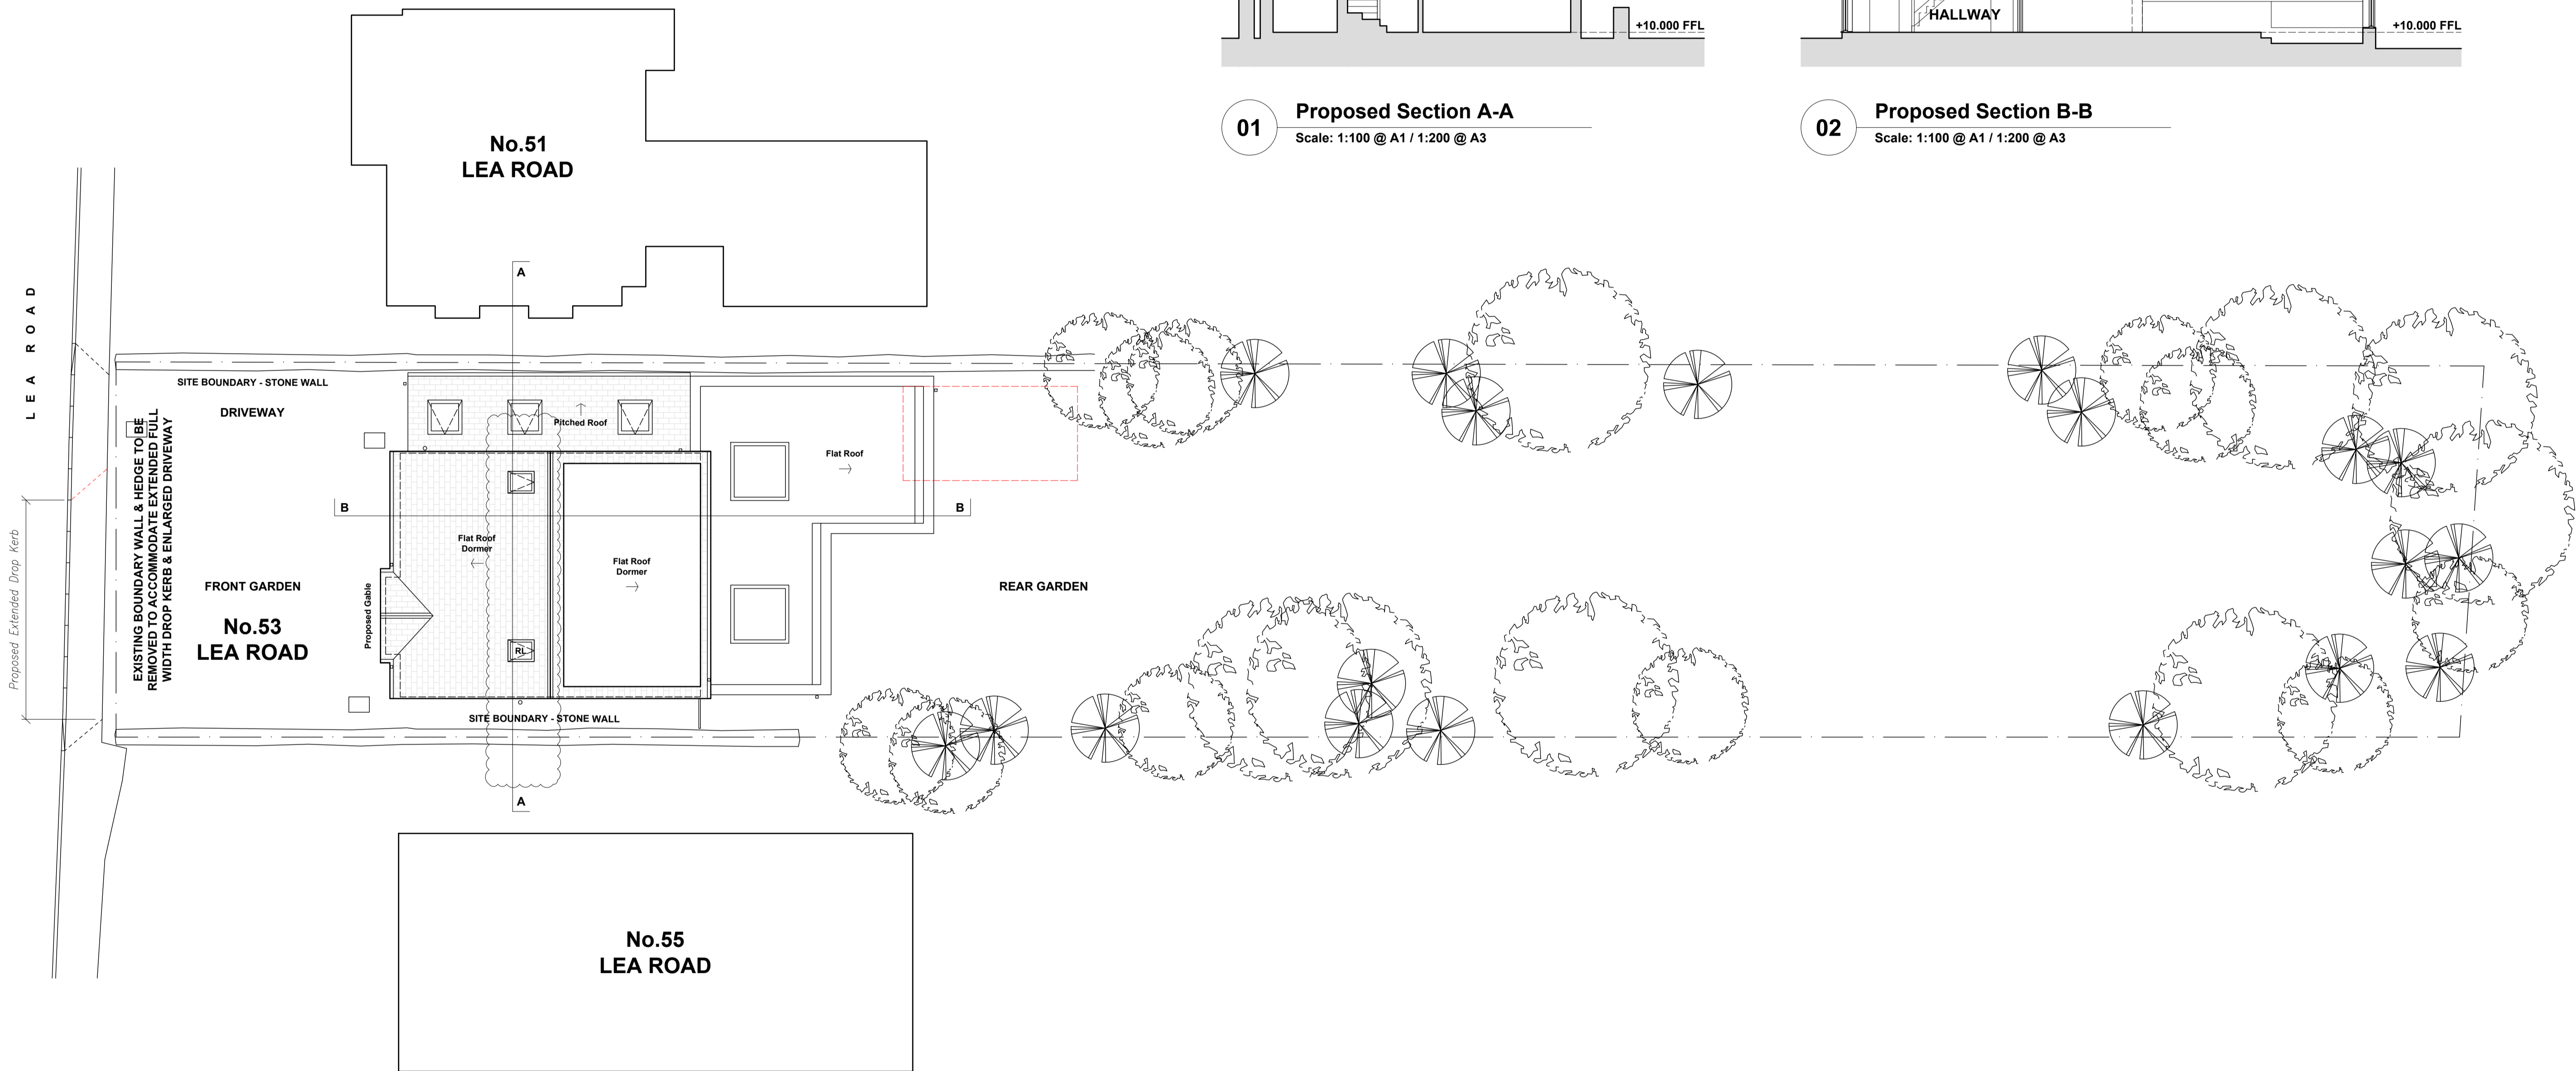 +10.000 FFL
HALLWAY
+10.000 FFL
01
Proposed Section A-A
Scale: 1:100 @ A1 / 1:200 @ A3
02
Proposed Section B-B
Scale: 1:100 @ A1 / 1:200 @ A3
No.51
LEA ROAD
A
LEA ROAD
SITE BOUNDARY - STONE WALL
DRIVEWAY
EXISTING BOUNDARY WALL & HEDGE TO BE
REMOVED TO ACCOMMODATE EXTENDED FULL
WIDTH DROP KERB & ENLARGED DRIVEWAY
Pitched Roof
Flat Roof
B
B
Flat Roof
Dormer
Flat Roof
Dormer
Proposed Extended Drop Kerb
FRONT GARDEN
Proposed Gable
REAR GARDEN
No.53
LEA ROAD
RL
SITE BOUNDARY - STONE WALL
A
No.55
LEA ROAD